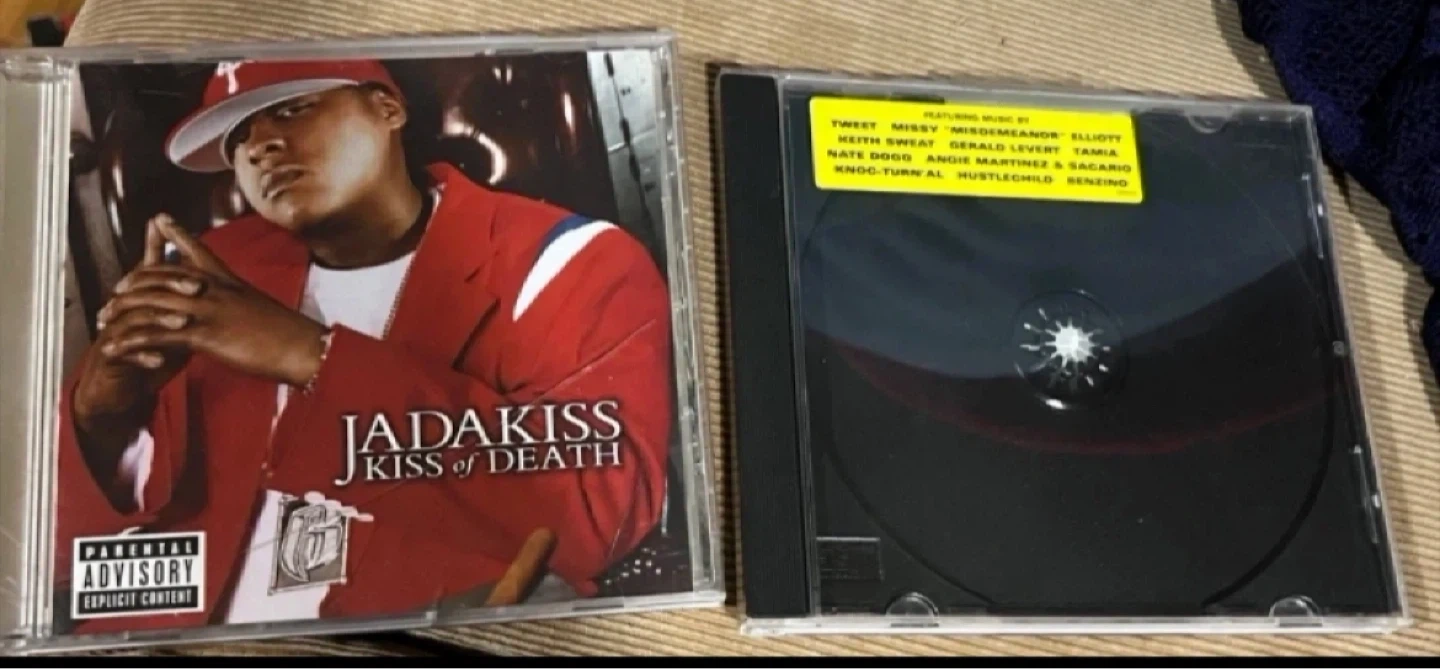 JADAKISS
KISS of DEATH
PARENTAL
ADVISORY
EXPLICIT CONTENT
FEATURING MUSIC BY
TWEET MISSY "MISDEMEANOR" ELLIOTT
KEITH SWEAT GERALD LEVERT TAMIA
NATE DOGG ANGIE MARTINEZ & SACARIO
KNOC-TURN'AL HUSTLECHILD BENZINO